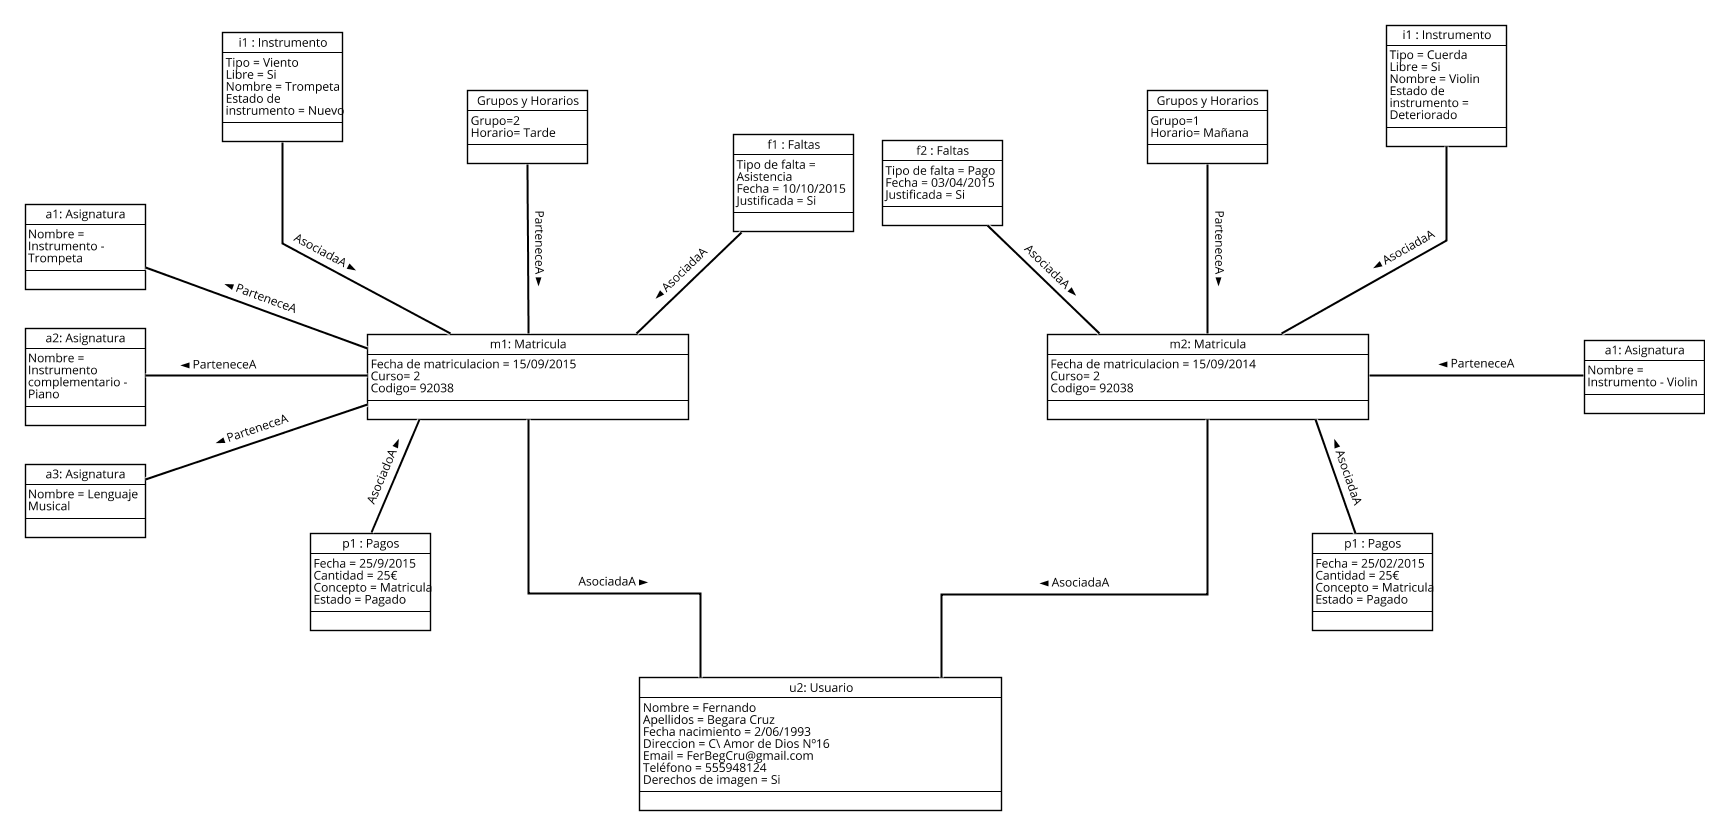 i1 : Instrumento
Tipo = Viento
Libre = Si
Nombre = Trompeta
Estado de
instrumento = Nuevo
Grupos y Horarios
Grupo=2
Horario= Tarde
f1 : Faltas
Tipo de falta =
Asistencia
Fecha = 10/10/2015
Justificada = Si
f2 : Faltas
Tipo de falta = Pago
Fecha = 03/04/2015
Justificada = Si
Grupos y Horarios
Grupo=1
Horario= Mañana
i1 : Instrumento
Tipo = Cuerda
Libre = Si
Nombre = Violin
Estado de
instrumento =
Deteriorado
a1: Asignatura
Nombre =
Instrumento -
Trompeta
AsociadaA ►
ParteneceA ►
◄ AsociadaA
AsociadaA ►
ParteneceA ►
◄ AsociadaA
◄ ParteneceA
a2: Asignatura
Nombre =
Instrumento
complementario -
Piano
◄ ParteneceA
m1: Matricula
Fecha de matriculacion = 15/09/2015
Curso= 2
Codigo= 92038
m2: Matricula
Fecha de matriculacion = 15/09/2014
Curso= 2
Codigo= 92038
◄ ParteneceA
a1: Asignatura
Nombre =
Instrumento - Violin
◄ ParteneceA
a3: Asignatura
Nombre = Lenguaje
Musical
AsociadoA ►
◄ AsociadaA
p1 : Pagos
Fecha = 25/9/2015
Cantidad = 25€
Concepto = Matricula
Estado = Pagado
AsociadaA ►
◄ AsociadaA
p1 : Pagos
Fecha = 25/02/2015
Cantidad = 25€
Concepto = Matricula
Estado = Pagado
u2: Usuario
Nombre = Fernando
Apellidos = Begara Cruz
Fecha nacimiento = 2/06/1993
Direccion = C\ Amor de Dios Nº16
Email = FerBegCru@gmail.com
Teléfono = 555948124
Derechos de imagen = Si